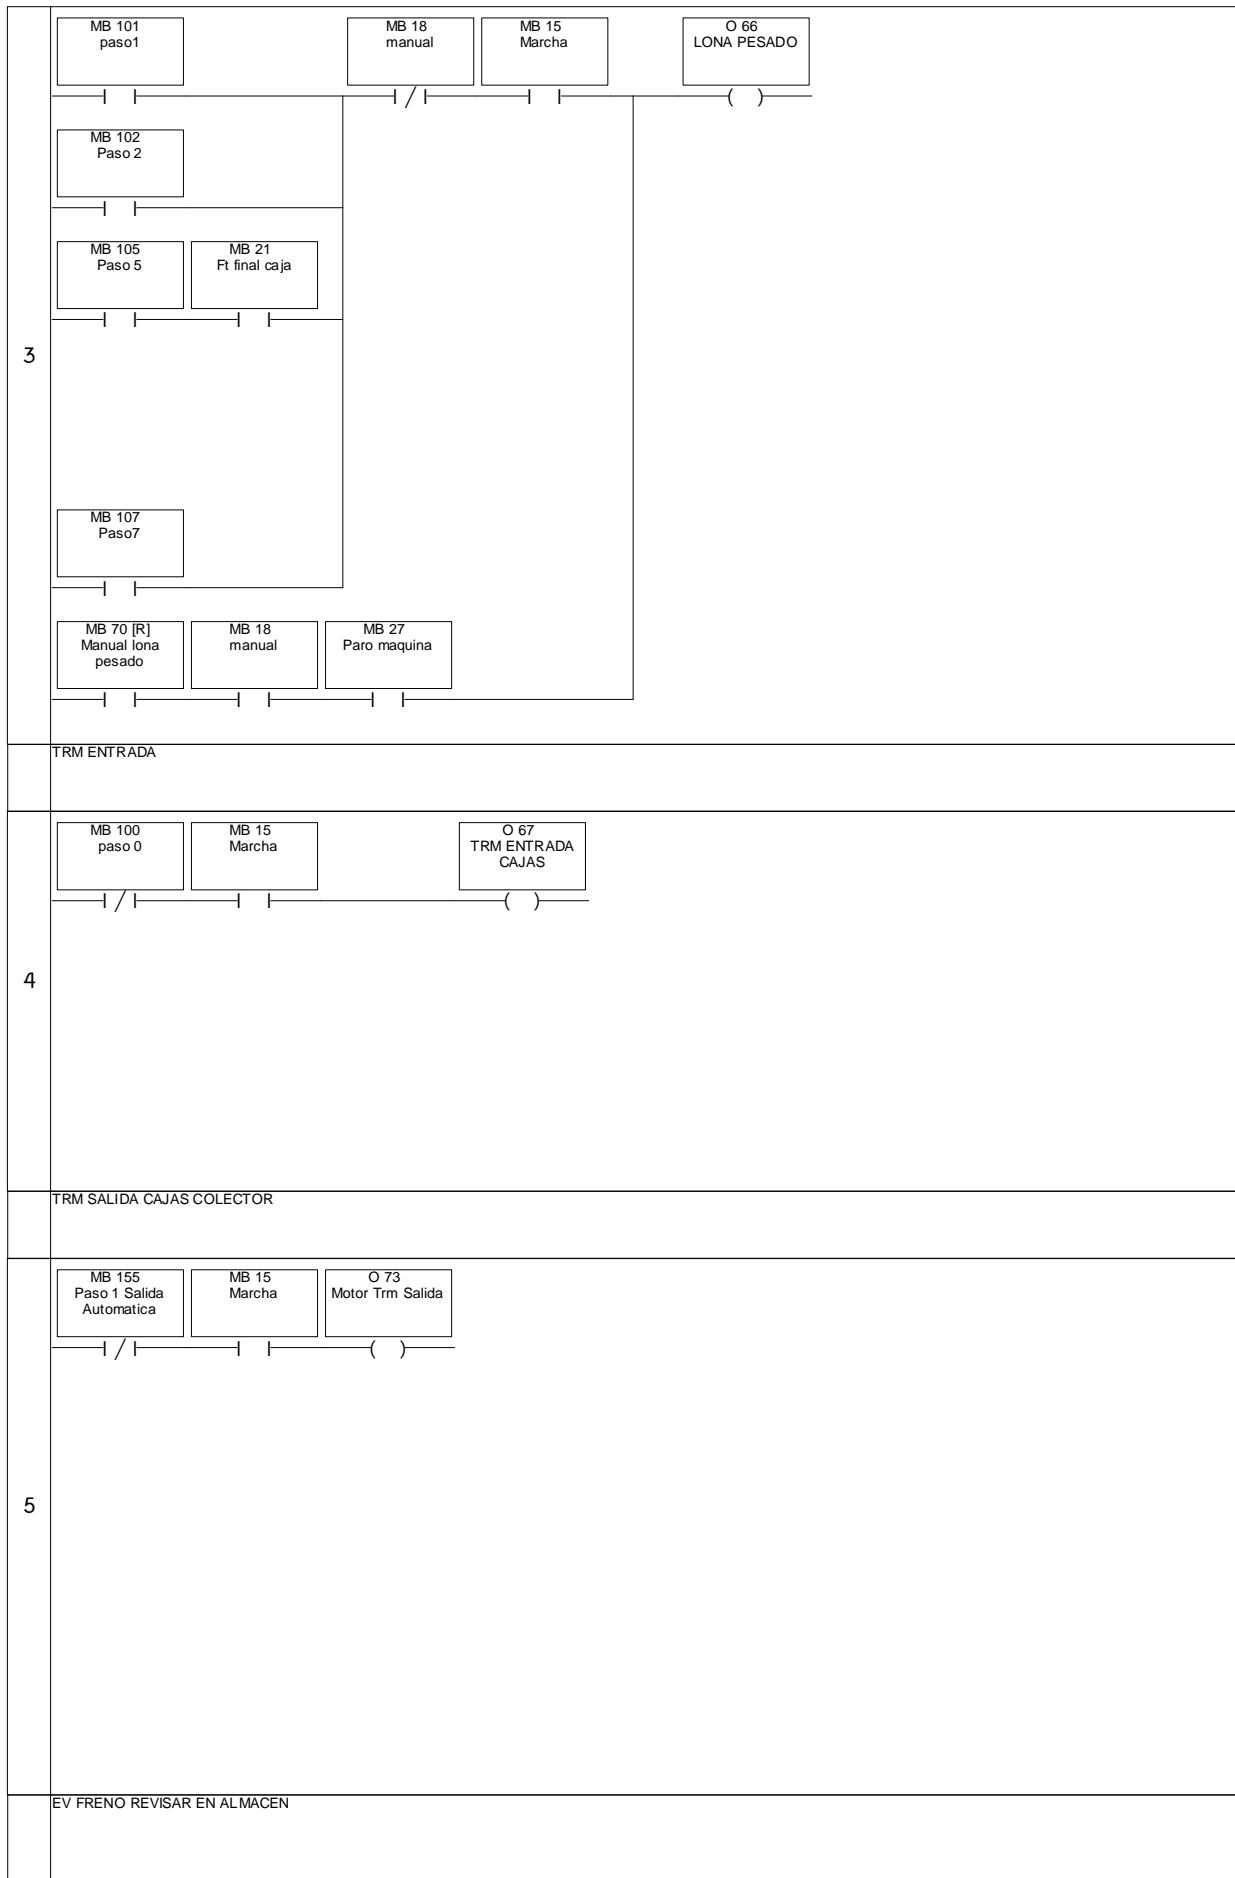 MB 101
paso1
MB 18
manual
MB 15
Marcha
O 66
LONA PESADO
MB 102
Paso 2
MB 105
Paso 5
MB 21
Ft final caja
3
MB 107
Paso7
MB 70 [R]
Manual lona
pesado
MB 18
manual
MB 27
Paro maquina
TRM ENTRADA
MB 100
paso 0
MB 15
Marcha
O 67
TRM ENTRADA
CAJAS
4
TRM SALIDA CAJAS COLECTOR
MB 155
Paso 1 Salida
Automatica
MB 15
Marcha
O 73
Motor Trm Salida
5
EV FRENO REVISAR EN ALMACEN